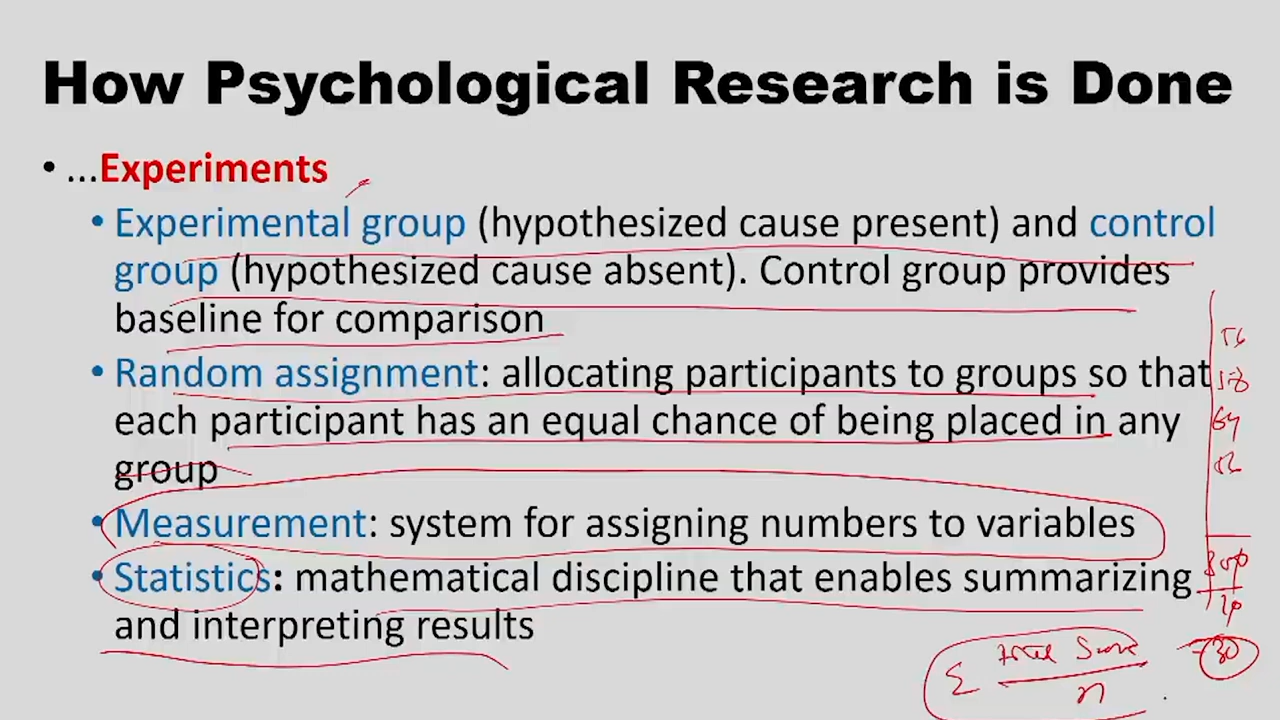 How Psychological Research is Done
• ...Experiments
• Experimental group (hypothesized cause present) and control
group (hypothesized cause absent). Control group provides
baseline for comparison
• Random assignment: allocating participants to groups so that
each participant has an equal chance of being placed in any
group
• Measurement: system for assigning numbers to variables
• Statistics: mathematical discipline that enables summarizing
and interpreting results
64
300
30
Σ total Score
n